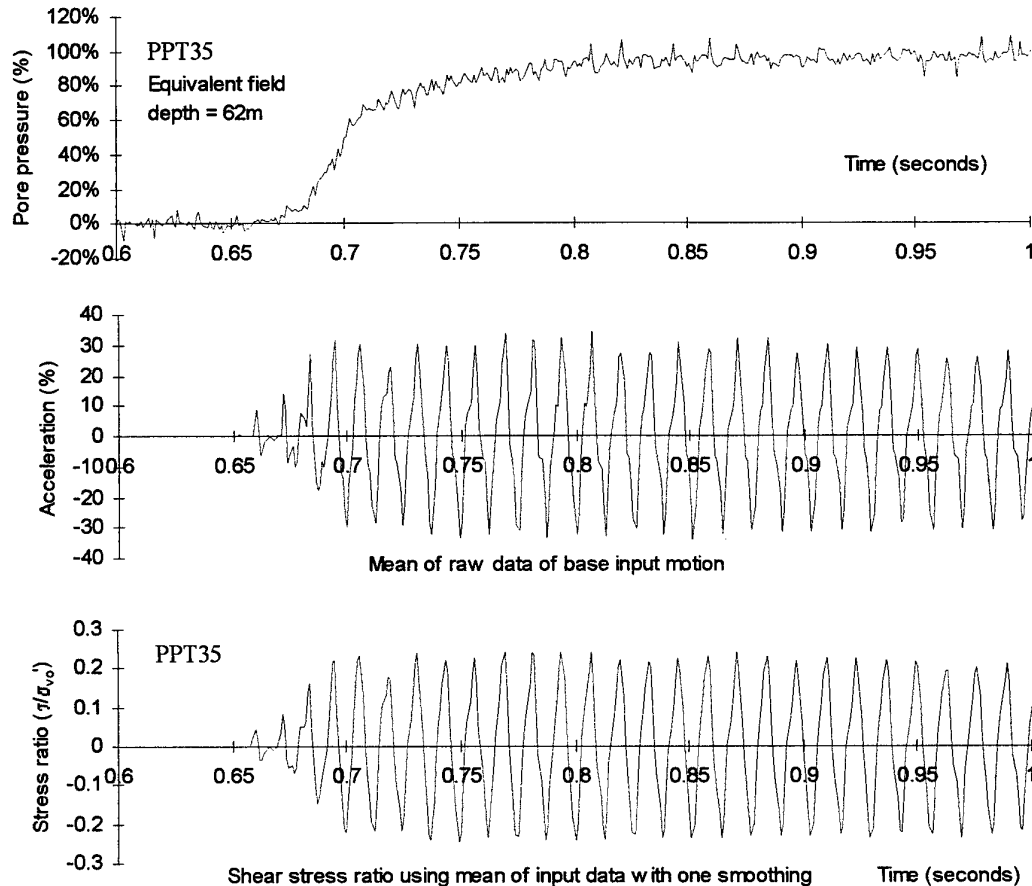 120%
100%
80%
60%
40%
20%
0%
-20%
Pore pressure (%)
PPT35
Equivalent field
depth = 62m
Time (seconds)
0.6 0.65 0.7 0.75 0.8 0.85 0.9 0.95 1
40
30
20
10
0
-10
-20
-30
-40
Acceleration (%)
0.6 0.65 0.7 0.75 0.8 0.85 0.9 0.95 1
Mean of raw data of base input motion
0.3
0.2
0.1
0
-0.1
-0.2
-0.3
Stress ratio (τ/σvo')
PPT35
0.6 0.65 0.7 0.75 0.8 0.85 0.9 0.95 1
Shear stress ratio using mean of input data with one smoothing Time (seconds)